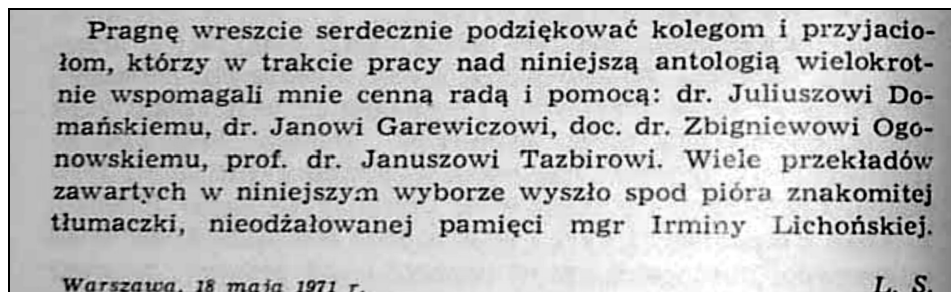 Pragnę wreszcie serdecznie podziękować kolegom i przyjacio-
łom, którzy w trakcie pracy nad niniejszą antologią wielokrot-
nie wspomagali mnie cenną radą i pomocą: dr. Juliuszowi Do-
mańskiemu, dr. Janowi Garewiczowi, doc. dr. Zbigniewowi Ogo-
nowskiemu, prof. dr. Januszowi Tazbirowi. Wiele przekładów
zawartych w niniejszym wyborze wyszło spod pióra znakomitej
tłumaczki, nieodżałowanej pamięci mgr Irminy Lichońskiej.
Warszawa, 18 maja 1971 r. L. S.